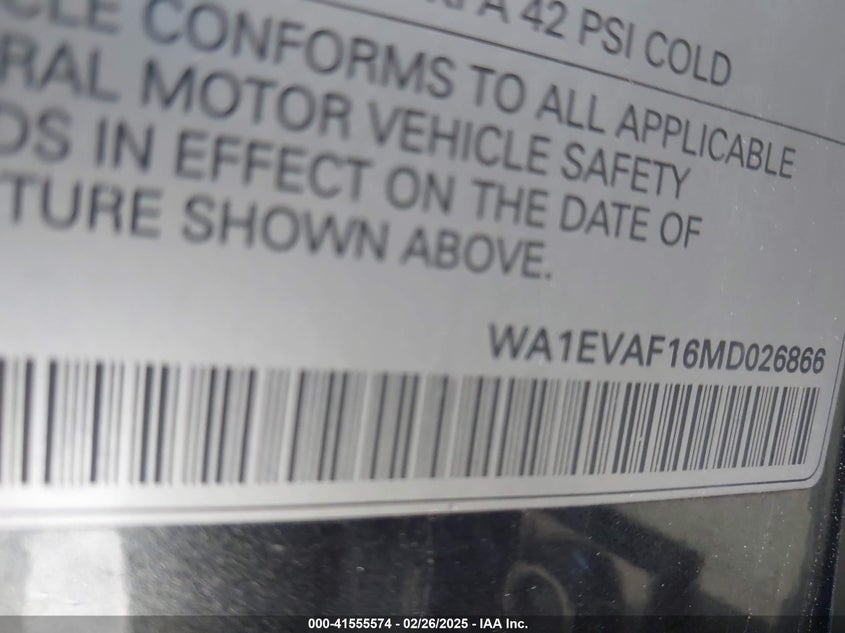 A 42 PSI COLD
CLE CONFORMS TO ALL APPLICABLE
RAL MOTOR VEHICLE SAFETY
DS IN EFFECT ON THE DATE OF
TURE SHOWN ABOVE.
WA1EVAF16MD026866
000-41555574 - 02/26/2025 - IAA Inc.